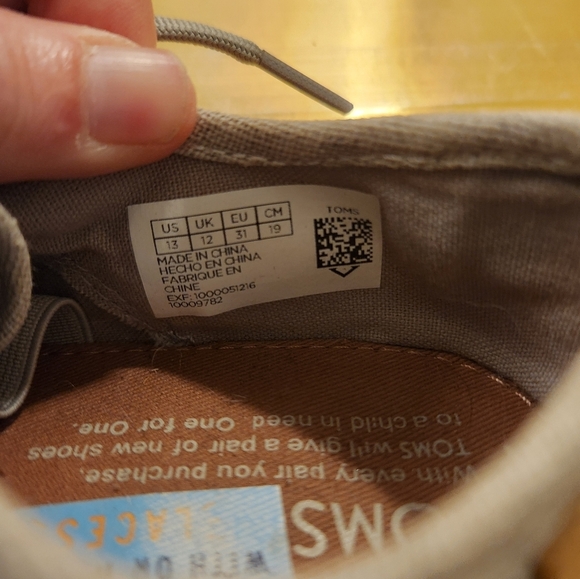 TOMS
US UK EU CM
13 12 31 19
MADE IN CHINA
HECHO EN CHINA
FABRIQUE EN
CHINE
EXF: 1000051216
10009782
TOMS
With every pair you purchase,
TOMS will give a pair of new shoes
to a child in need. One for One.
WITH
LACES